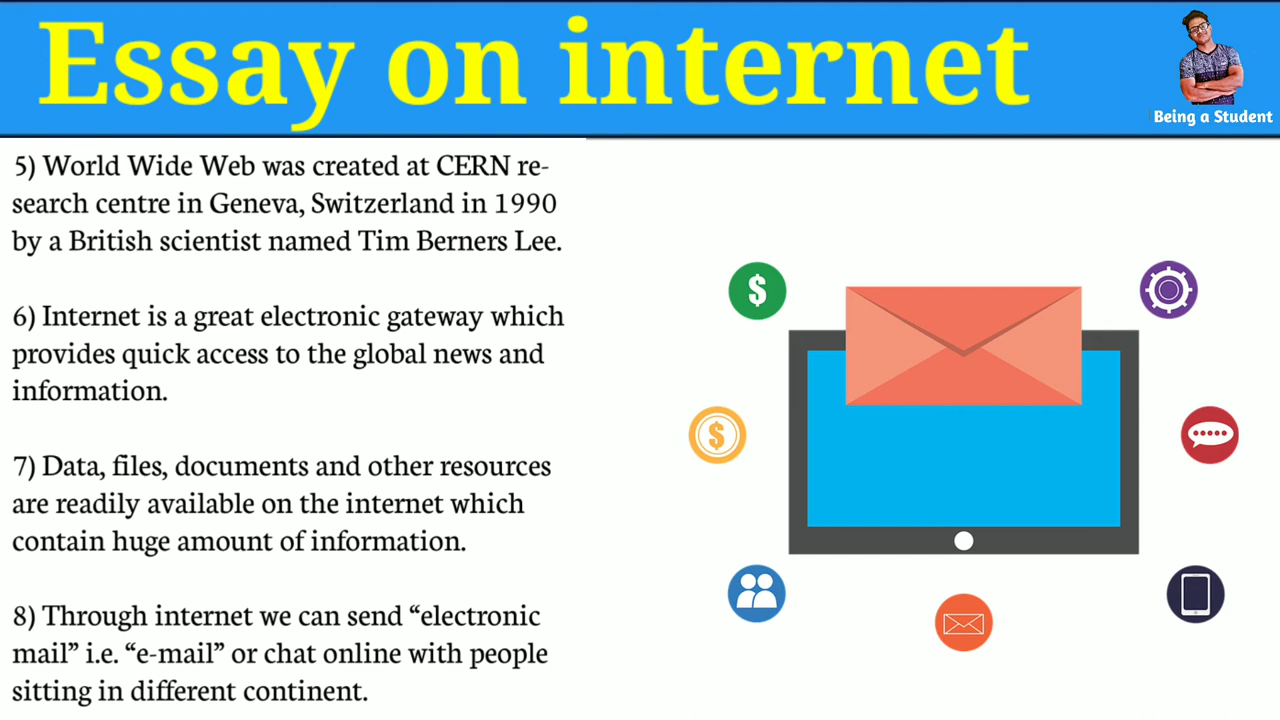 Essay on internet
Being a Student
5) World Wide Web was created at CERN re-
search centre in Geneva, Switzerland in 1990
by a British scientist named Tim Berners Lee.
6) Internet is a great electronic gateway which
provides quick access to the global news and
information.
7) Data, files, documents and other resources
are readily available on the internet which
contain huge amount of information.
8) Through internet we can send “electronic
mail” i.e. “e-mail” or chat online with people
sitting in different continent.
$
$